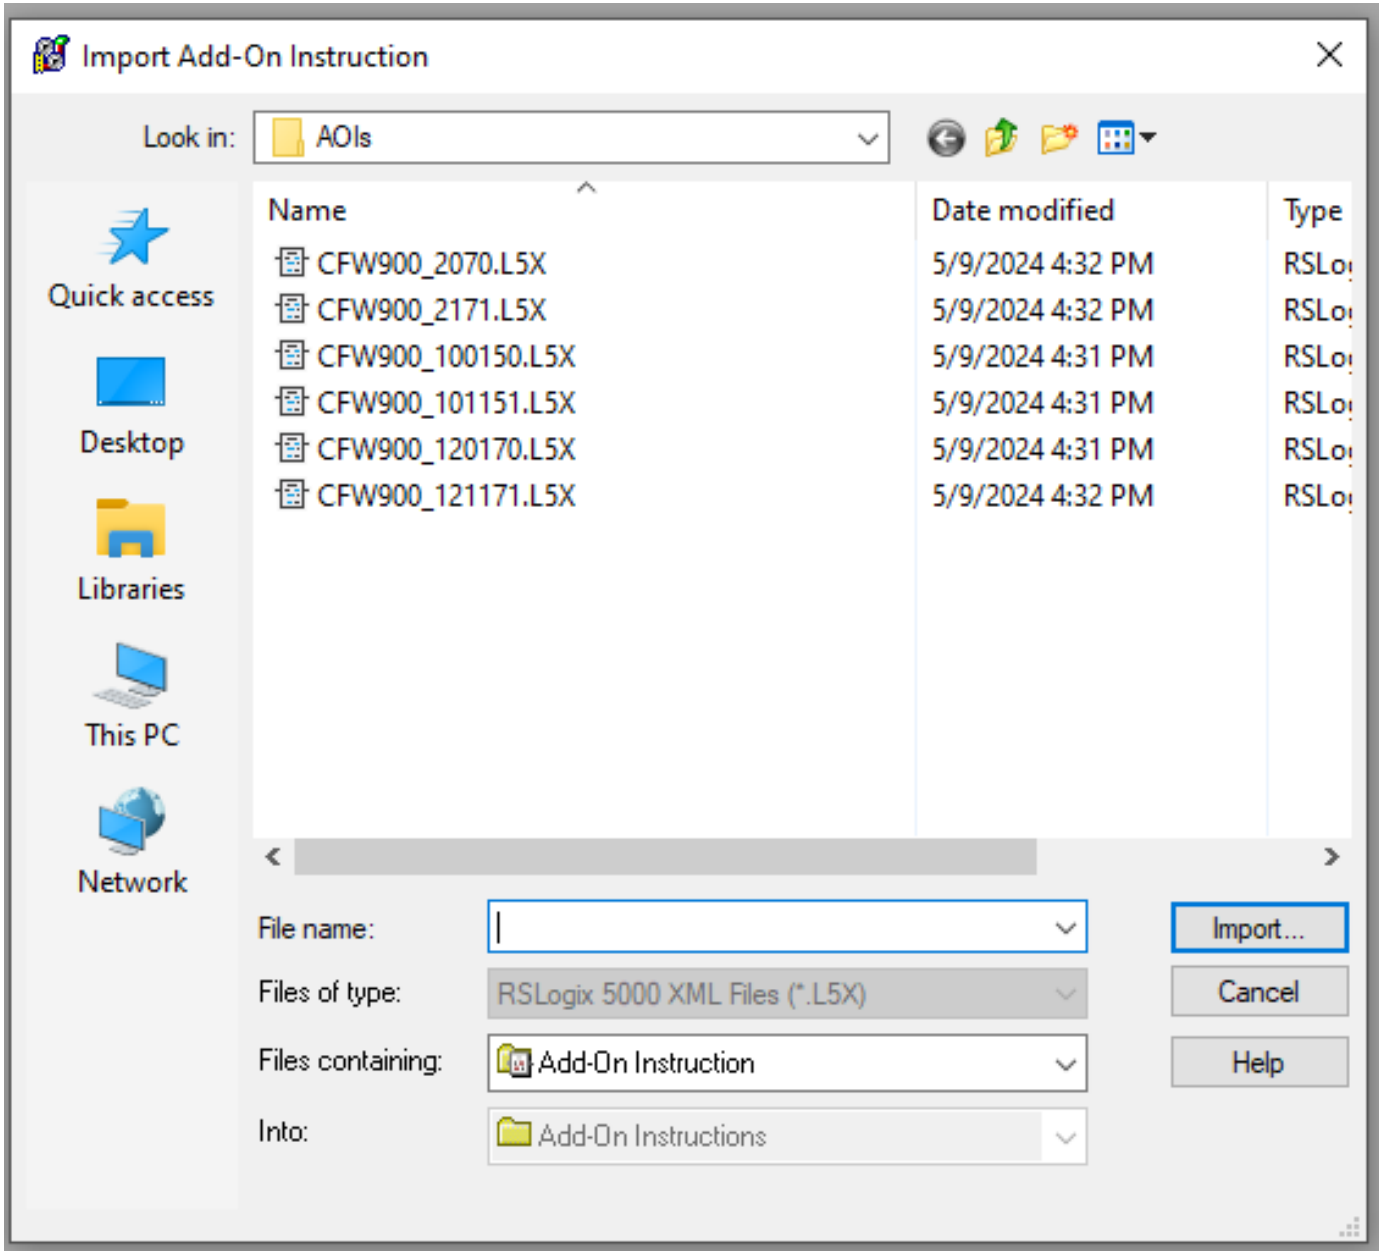 Import Add-On Instruction
Look in: AOIs
Name Date modified Type
CFW900_2070.L5X 5/9/2024 4:32 PM
CFW900_2171.L5X 5/9/2024 4:32 PM
CFW900_100150.L5X 5/9/2024 4:31 PM
CFW900_101151.L5X 5/9/2024 4:31 PM
CFW900_120170.L5X 5/9/2024 4:31 PM
CFW900_121171.L5X 5/9/2024 4:32 PM
Quick access
Desktop
Libraries
This PC
Network
File name: Import...
Files of type: RSLogix 5000 XML Files (*.L5X) Cancel
Files containing: Add-On Instruction Help
Into: Add-On Instructions